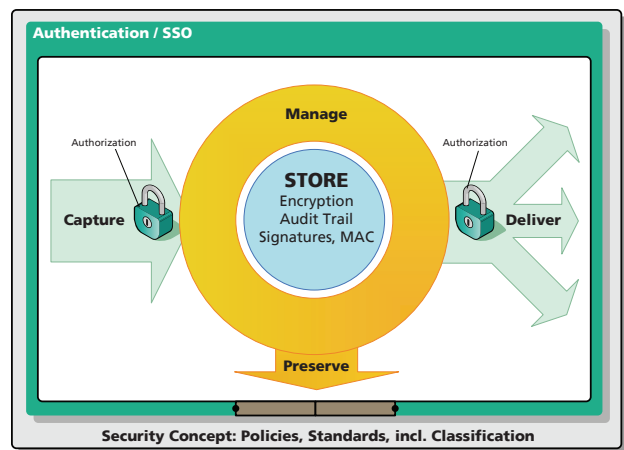 Authentication / SSO
Manage
Authorization
Authorization
STORE
Encryption
Audit Trail
Signatures, MAC
Capture
Deliver
Preserve
Security Concept: Policies, Standards, incl. Classification